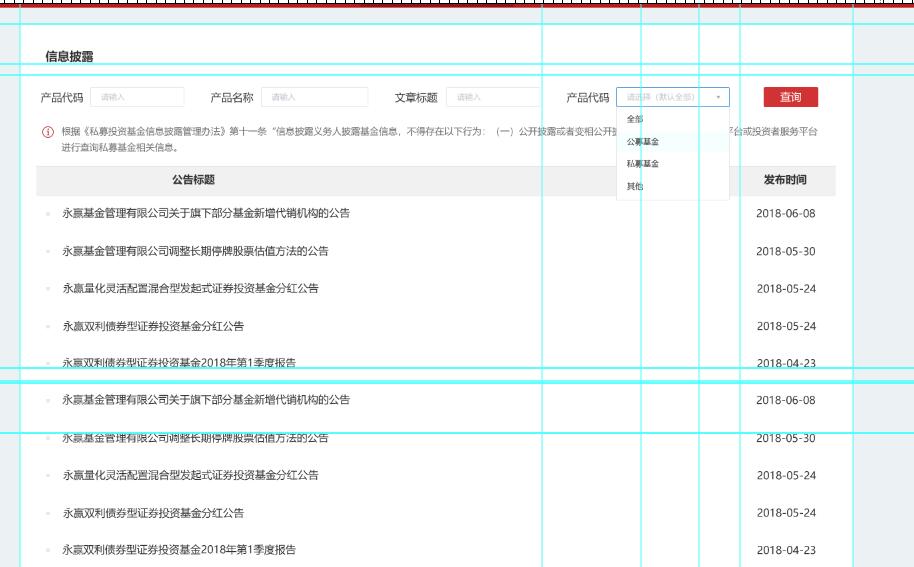 信息披露
产品代码 请输入 产品名称 请输入 文章标题 请输入 产品代码 请选择（默认全部） 查询
全部
公募基金
私募基金
其他
根据《私募投资基金信息披露管理办法》第十一条“信息披露义务人披露基金信息，不得存在以下行为：（一）公开披露或者变相公开 平台或投资者服务平台
进行查询私募基金相关信息。
公告标题 发布时间
永赢基金管理有限公司关于旗下部分基金新增代销机构的公告 2018-06-08
永赢基金管理有限公司调整长期停牌股票估值方法的公告 2018-05-30
永赢量化灵活配置混合型发起式证券投资基金分红公告 2018-05-24
永赢双利债券型证券投资基金分红公告 2018-05-24
永赢双利债券型证券投资基金2018年第1季度报告 2018-04-23
永赢基金管理有限公司关于旗下部分基金新增代销机构的公告 2018-06-08
永赢基金管理有限公司调整长期停牌股票估值方法的公告 2018-05-30
永赢量化灵活配置混合型发起式证券投资基金分红公告 2018-05-24
永赢双利债券型证券投资基金分红公告 2018-05-24
永赢双利债券型证券投资基金2018年第1季度报告 2018-04-23